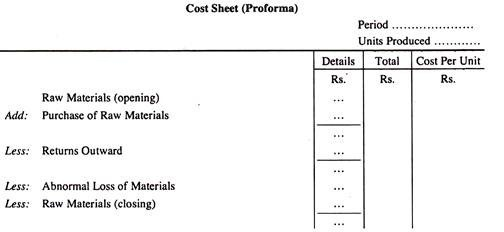 Cost Sheet (Proforma)
Period .....................
Units Produced ............
Details Total Cost Per Unit
Rs. Rs. Rs.
Raw Materials (opening) ...
Add: Purchase of Raw Materials ...
...
Less: Returns Outward ...
...
Less: Abnormal Loss of Materials ...
Less: Raw Materials (closing) ...
...